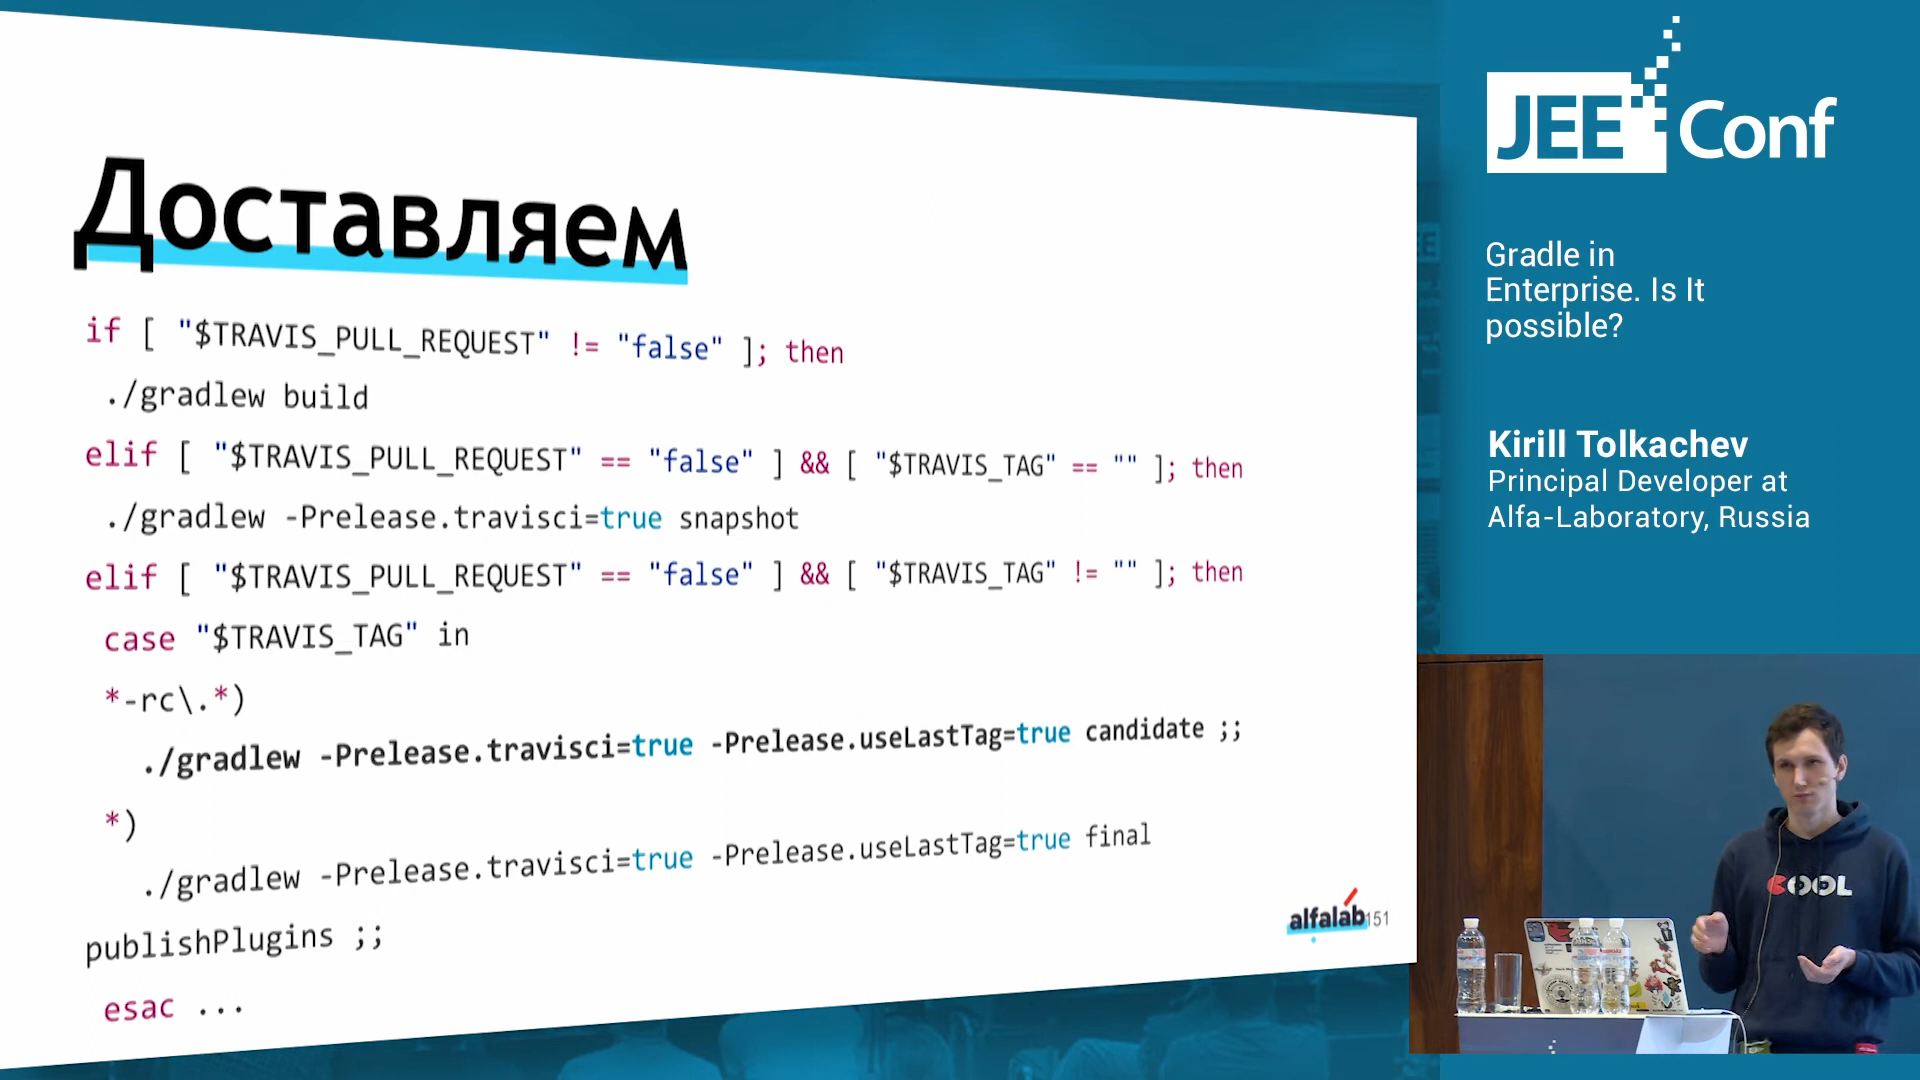 Доставляем
if [ "$TRAVIS_PULL_REQUEST" != "false" ]; then
./gradlew build
elif [ "$TRAVIS_PULL_REQUEST" == "false" ] && [ "$TRAVIS_TAG" == "" ]; then
./gradlew -Prelease.travisci=true snapshot
elif [ "$TRAVIS_PULL_REQUEST" == "false" ] && [ "$TRAVIS_TAG" != "" ]; then
case "$TRAVIS_TAG" in
*-rc\.*)
./gradlew -Prelease.travisci=true -Prelease.useLastTag=true candidate ;;
*)
./gradlew -Prelease.travisci=true -Prelease.useLastTag=true final
publishPlugins ;;
esac ...
alfalab 151
JEE Conf
Gradle in
Enterprise. Is It
possible?
Kirill Tolkachev
Principal Developer at
Alfa-Laboratory, Russia
COOL